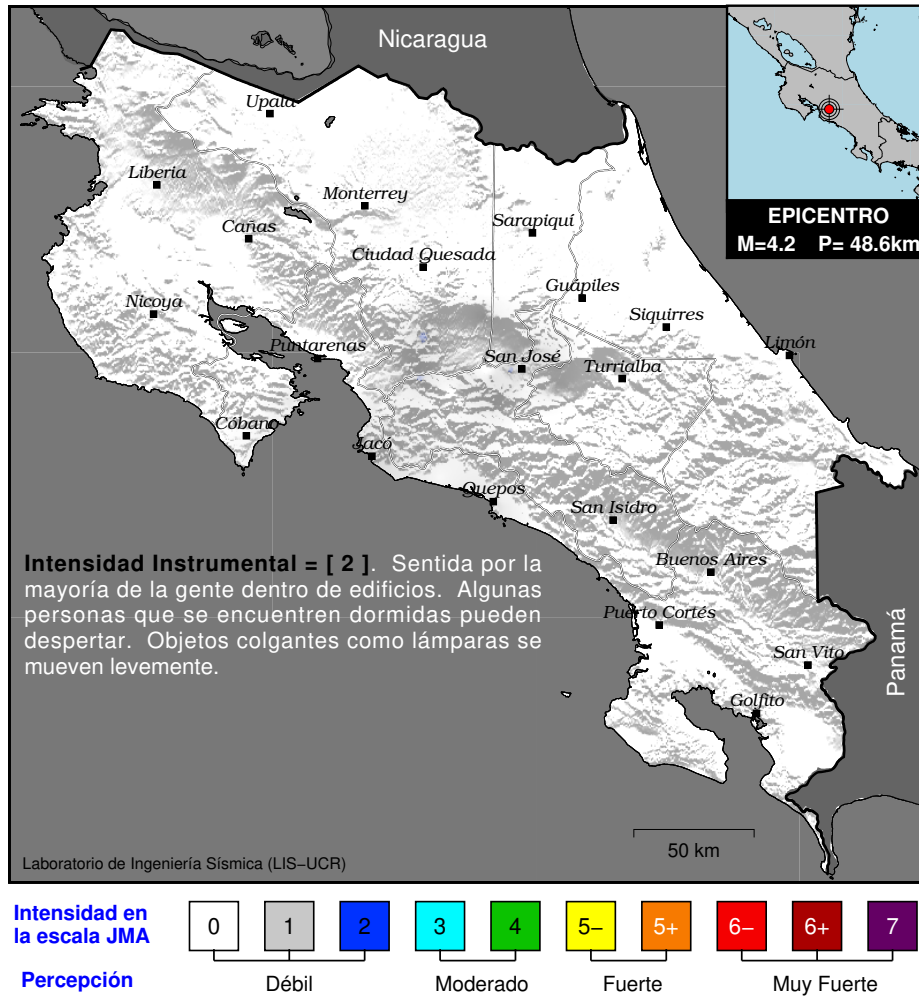 Nicaragua
Upala
Liberia
Monterrey
Cañas
Sarapiquí
EPICENTRO
M=4.2 P= 48.6km
Ciudad Quesada
Guápiles
Nicoya
Siquirres
Puntarenas
San José
Limón
Turrialba
Cóbano
Jacó
Quepos
San Isidro
Buenos Aires
Intensidad Instrumental = [ 2 ]. Sentida por la
mayoría de la gente dentro de edificios. Algunas
personas que se encuentren dormidas pueden
despertar. Objetos colgantes como lámparas se
mueven levemente.
Puerto Cortés
San Vito
Panamá
Golfito
50 km
Laboratorio de Ingeniería Sísmica (LIS−UCR)
Intensidad en
la escala JMA
0 1 2 3 4 5− 5+ 6− 6+ 7
Percepción
Débil Moderado Fuerte Muy Fuerte